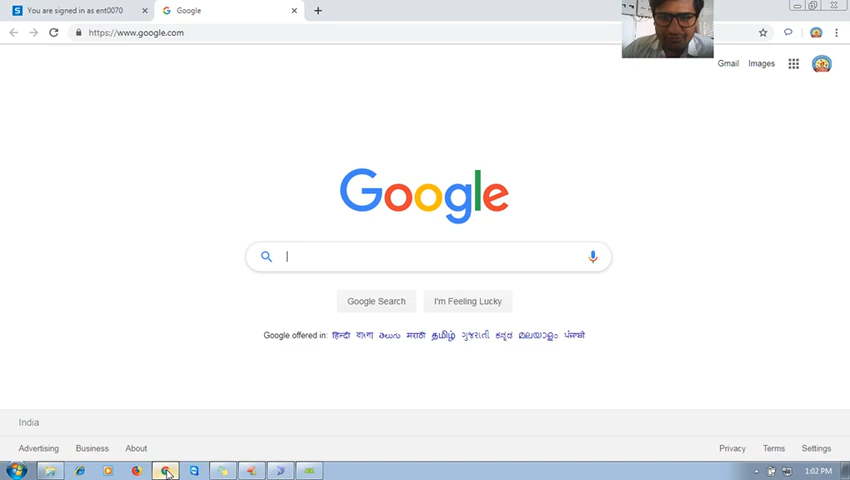 You are signed in as ent0070
Google
https://www.google.com
Gmail Images
Google
Google Search I'm Feeling Lucky
Google offered in: हिन्दी বাংলা తెలుగు मराठी தமிழ் ગુજરાતી ಕನ್ನಡ മലയാളം ਪੰਜਾਬੀ
India
Advertising Business About Privacy Terms Settings
1:02 PM